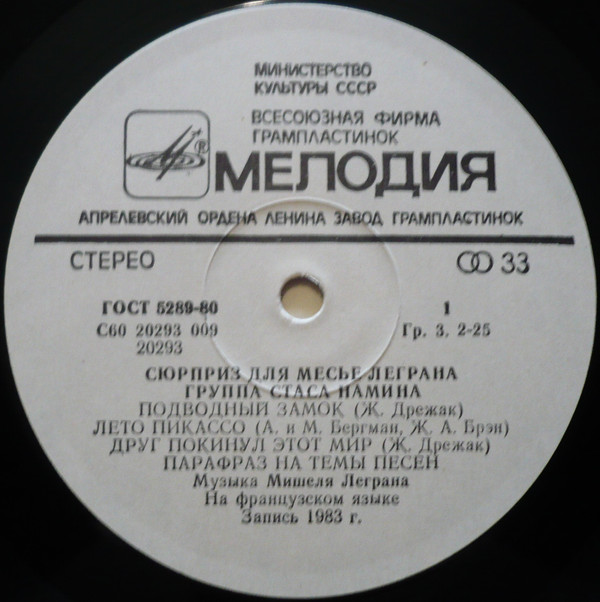 МИНИСТЕРСТВО
КУЛЬТУРЫ СССР
ВСЕСОЮЗНАЯ ФИРМА
ГРАМПЛАСТИНОК
® МЕЛОДИЯ
АПРЕЛЕВСКИЙ ОРДЕНА ЛЕНИНА ЗАВОД ГРАМПЛАСТИНОК
СТЕРЕО 33
ГОСТ 5289-80 1
С60 20293 009 Гр. 3. 2-25
20293
СЮРПРИЗ ДЛЯ МЕСЬЕ ЛЕГРАНА
ГРУППА СТАСА НАМИНА
ПОДВОДНЫЙ ЗАМОК (Ж. Дрежак)
ЛЕТО ПИКАССО (А. и М. Бергман, Ж. А. Брэн)
ДРУГ ПОКИНУЛ ЭТОТ МИР (Ж. Дрежак)
ПАРАФРАЗ НА ТЕМЫ ПЕСЕН
Музыка Мишеля Леграна
На французском языке
Запись 1983 г.